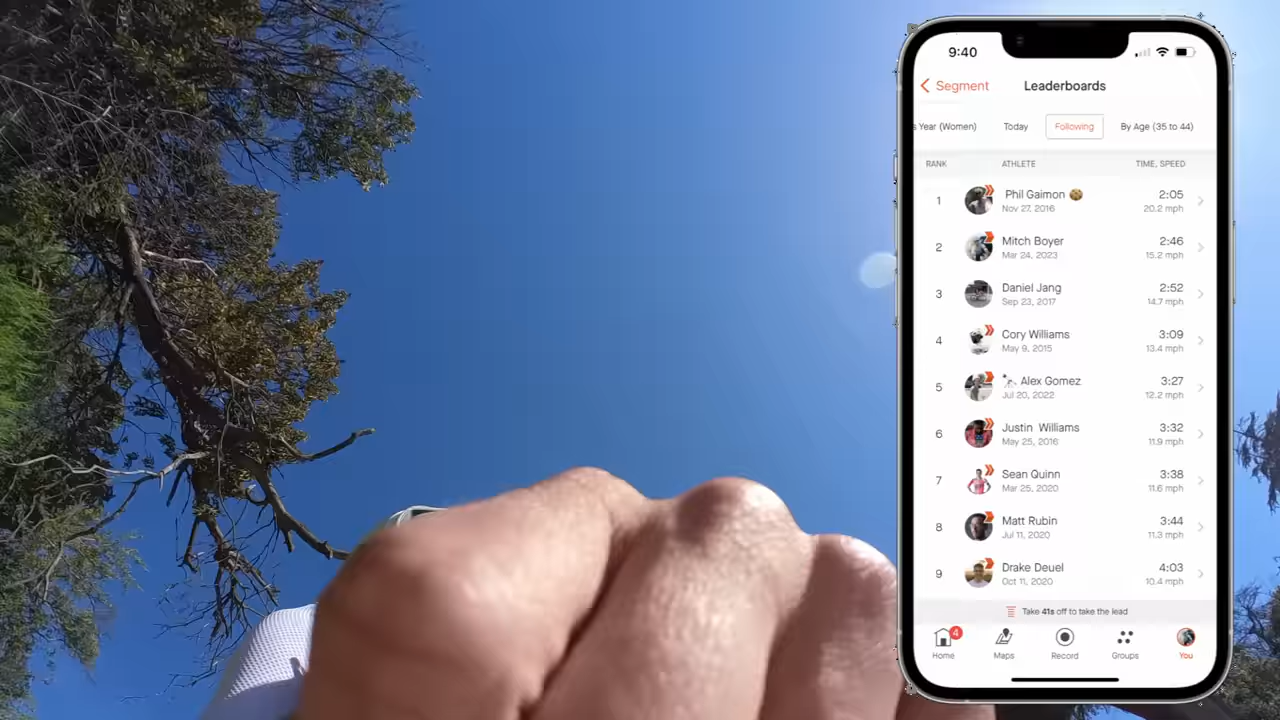 9:40
Segment
Leaderboards
s Year (Women) Today Following By Age (35 to 44)
RANK ATHLETE TIME, SPEED
1 Phil Gaimon 2:05
Nov 27, 2016 20.2 mph
2 Mitch Boyer 2:46
Mar 24, 2023 15.2 mph
3 Daniel Jang 2:52
Sep 23, 2017 14.7 mph
4 Cory Williams 3:09
May 9, 2015 13.4 mph
5 Alex Gomez 3:27
Jul 20, 2022 12.2 mph
6 Justin Williams 3:32
May 25, 2016 11.9 mph
7 Sean Quinn 3:38
Mar 25, 2020 11.6 mph
8 Matt Rubin 3:44
Jul 11, 2020 11.3 mph
9 Drake Deuel 4:03
Oct 11, 2020 10.4 mph
Take 41s off to take the lead
4
Home Maps Record Groups You